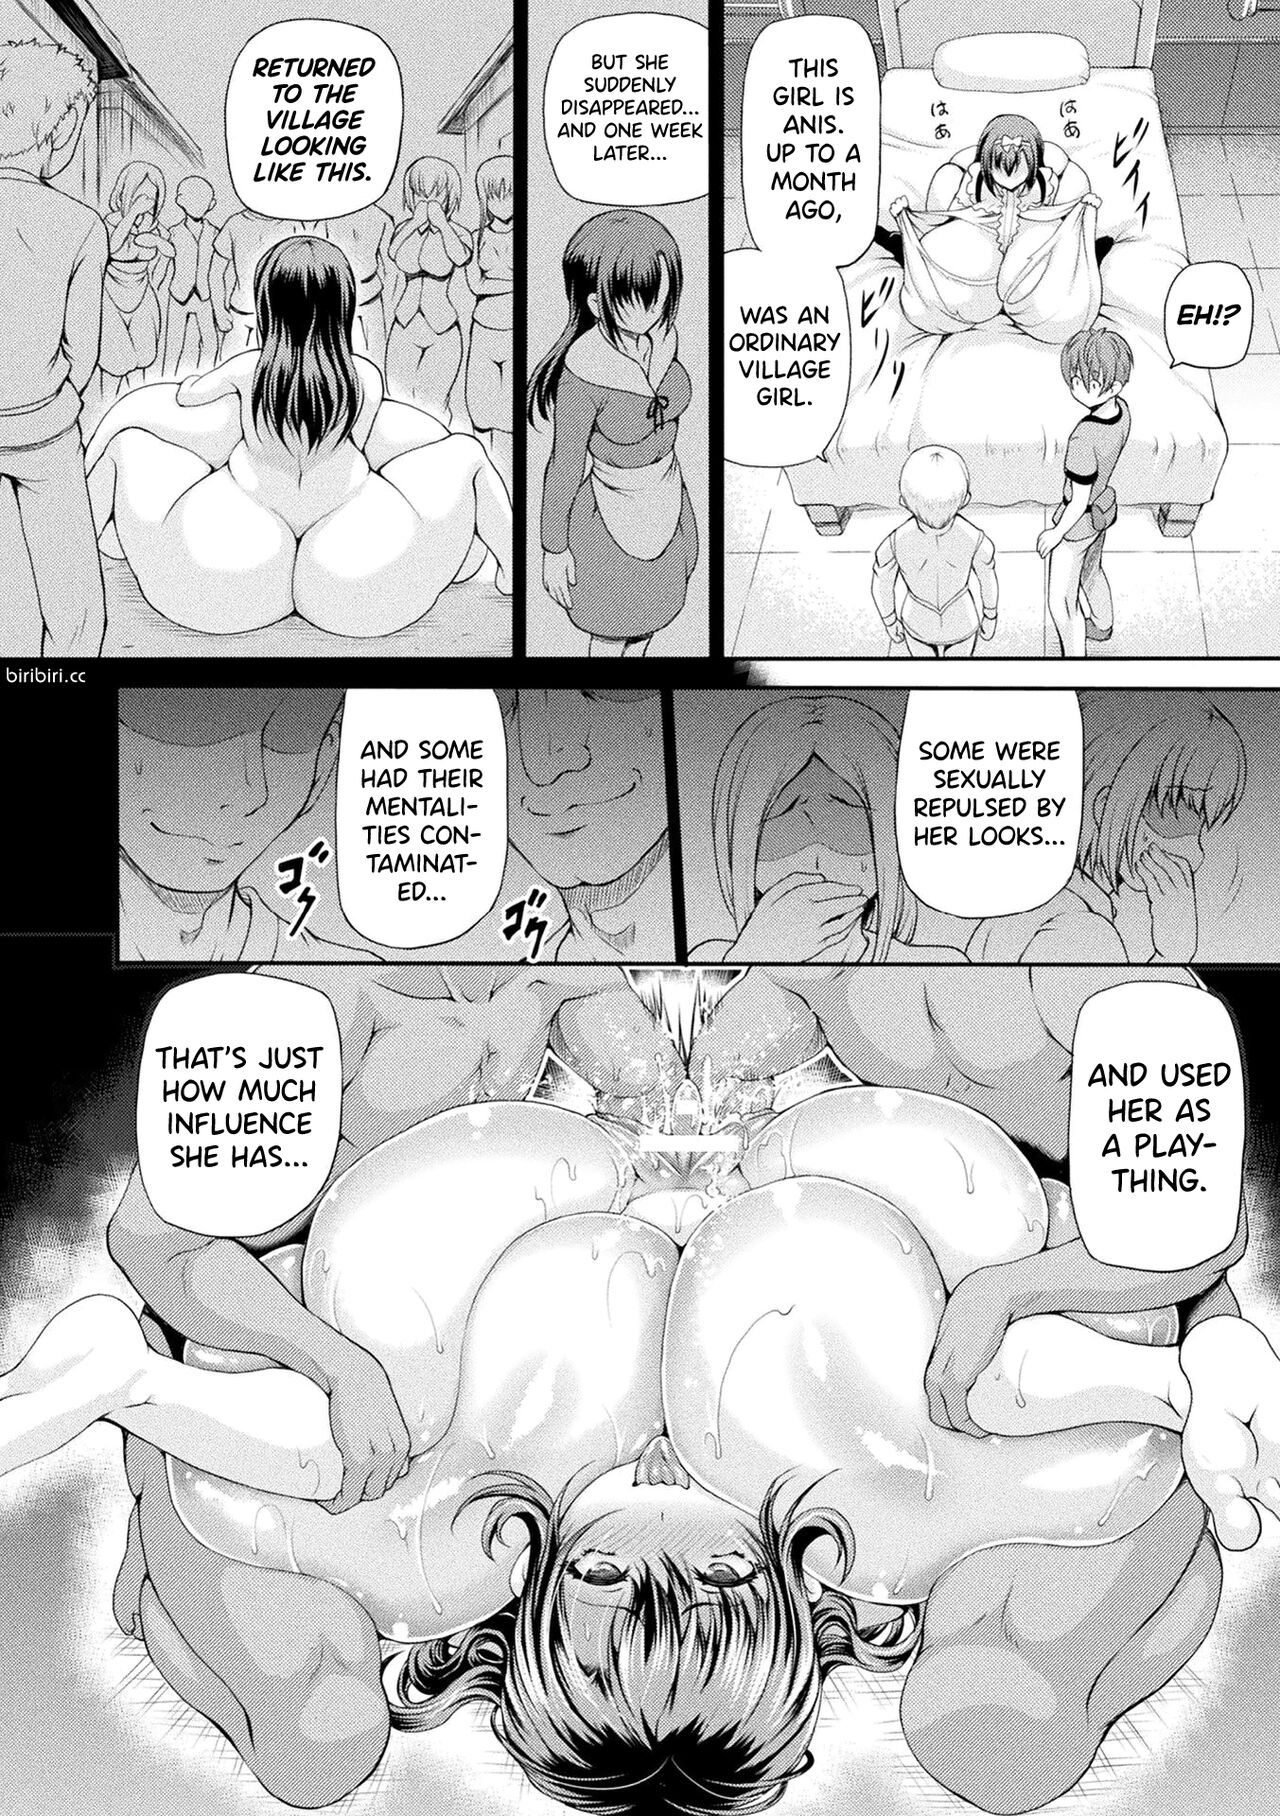 THIS
GIRL IS
ANIS.
UP TO A
MONTH
AGO,
WAS AN
ORDINARY
VILLAGE
GIRL.
はぁ
はぁ
EH!?
BUT SHE
SUDDENLY
DISAPPEARED...
AND ONE WEEK
LATER...
RETURNED
TO THE
VILLAGE
LOOKING
LIKE THIS.
biribiri.cc
SOME WERE
SEXUALLY
REPULSED BY
HER LOOKS...
AND SOME
HAD THEIR
MENTALI-
TIES CON-
TAMINAT-
ED...
ゴク
ゴク
AND USED
HER AS
A PLAY-
THING.
THAT'S JUST
HOW MUCH
INFLUENCE
SHE HAS...